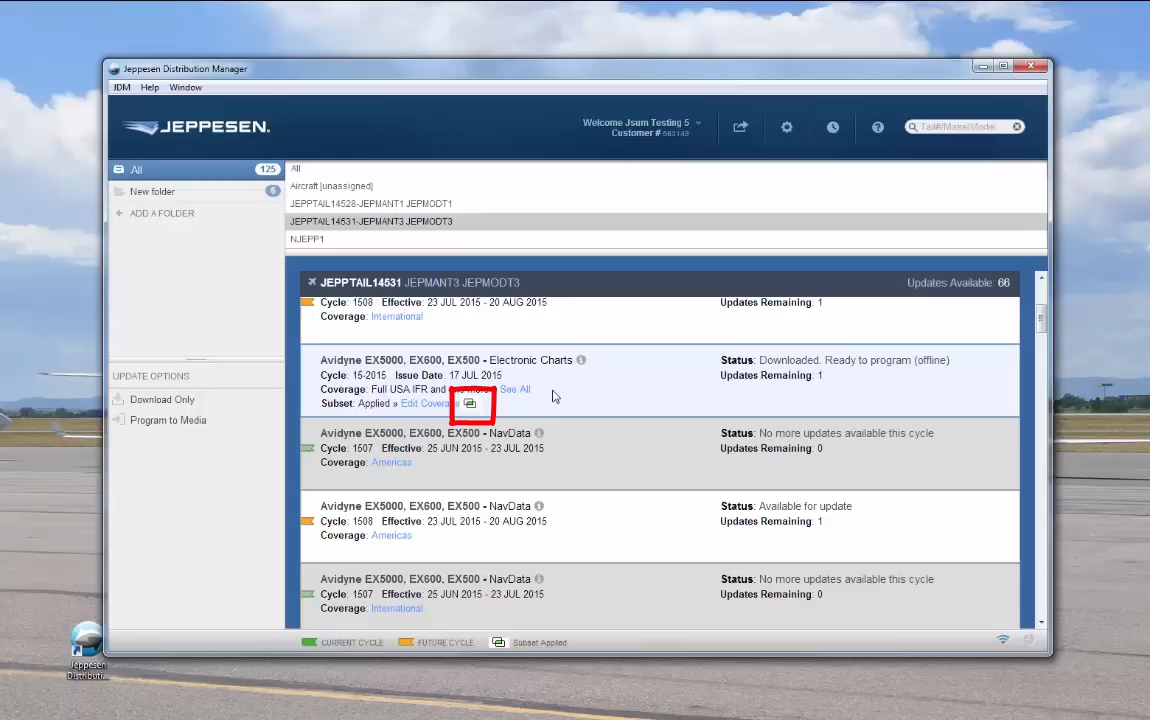 Jeppesen Distribution Manager
JDM Help Window
JEPPESEN.
Welcome Jsum Testing 5
Customer # 563149
Tail#/Make/Model
All 125
New folder 6
+ ADD A FOLDER
UPDATE OPTIONS
Download Only
Program to Media
All
Aircraft [unassigned]
JEPPTAIL14528-JEPMANT1 JEPMODT1
JEPPTAIL14531-JEPMANT3 JEPMODT3
NJEPP1
JEPPTAIL14531 JEPMANT3 JEPMODT3 Updates Available: 66
Cycle: 1508 Effective: 23 JUL 2015 - 20 AUG 2015 Updates Remaining: 1
Coverage: International
Avidyne EX5000, EX600, EX500 - Electronic Charts Status: Downloaded. Ready to program (offline)
Cycle: 15-2015 Issue Date: 17 JUL 2015 Updates Remaining: 1
Coverage: Full USA IFR and See All
Subset: Applied » Edit Coverage
Avidyne EX5000, EX600, EX500 - NavData Status: No more updates available this cycle
Cycle: 1507 Effective: 25 JUN 2015 - 23 JUL 2015 Updates Remaining: 0
Coverage: Americas
Avidyne EX5000, EX600, EX500 - NavData Status: Available for update
Cycle: 1508 Effective: 23 JUL 2015 - 20 AUG 2015 Updates Remaining: 1
Coverage: Americas
Avidyne EX5000, EX600, EX500 - NavData Status: No more updates available this cycle
Cycle: 1507 Effective: 25 JUN 2015 - 23 JUL 2015 Updates Remaining: 0
Coverage: International
CURRENT CYCLE FUTURE CYCLE Subset Applied
Jeppesen
Distributi...